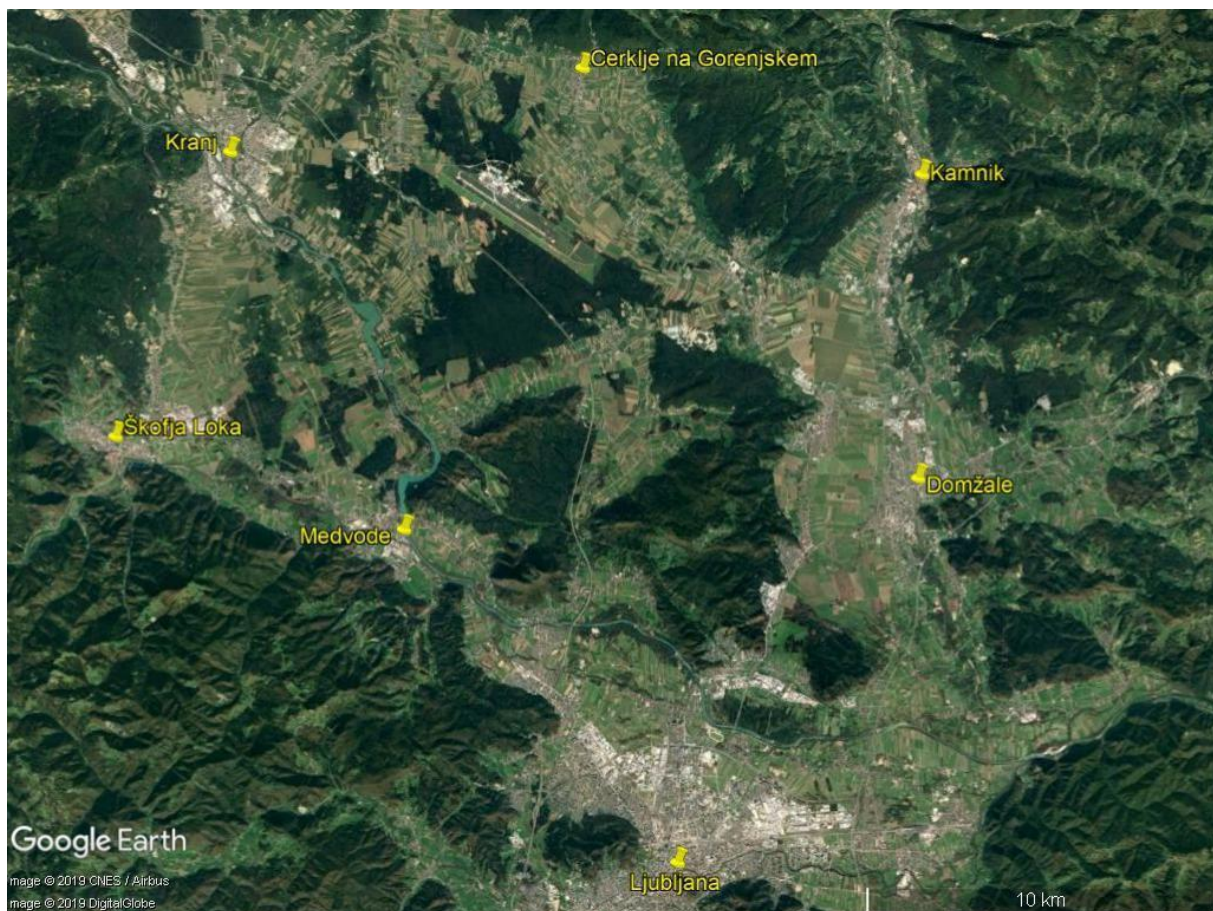 Cerklje na Gorenjskem
Kranj
Kamnik
Škofja Loka
Domžale
Medvode
Google Earth
Ljubljana
mage © 2019 CNES / Airbus
mage © 2019 DigitalGlobe
10 km